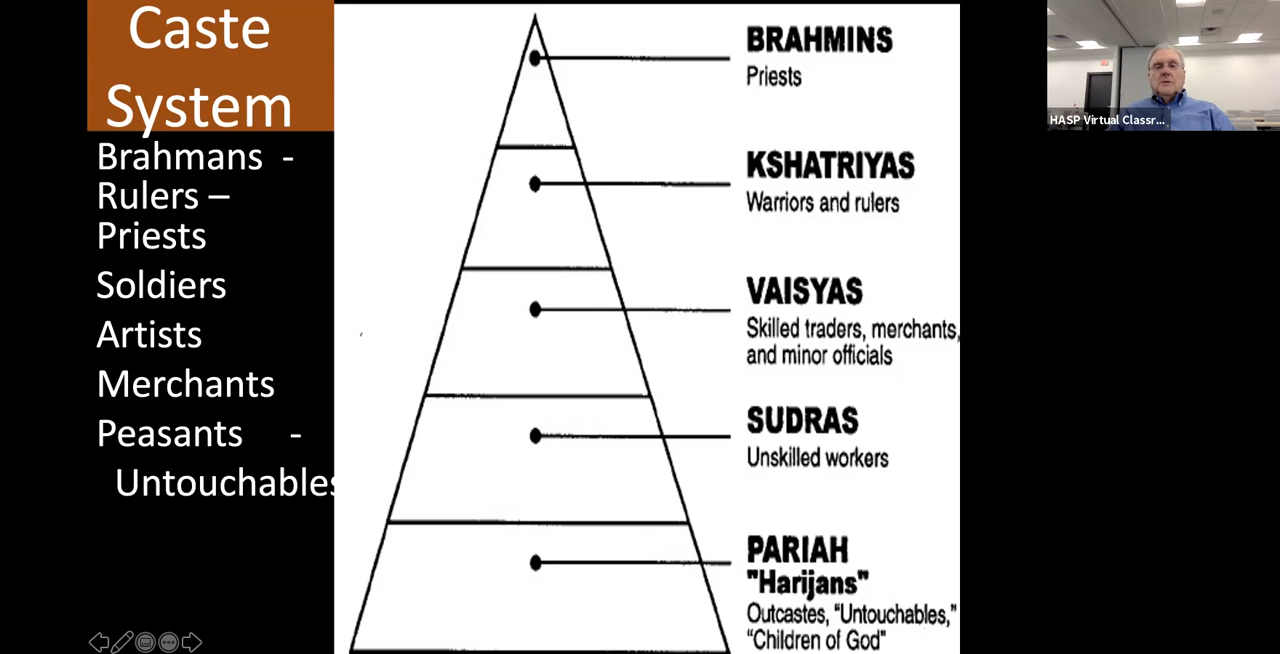 Caste
System
Brahmans -
Rulers –
Priests
Soldiers
Artists
Merchants
Peasants -
Untouchables
BRAHMINS
Priests
KSHATRIYAS
Warriors and rulers
VAISYAS
Skilled traders, merchants,
and minor officials
SUDRAS
Unskilled workers
PARIAH
"Harijans"
Outcastes, "Untouchables,"
"Children of God"
HASP Virtual Classr...